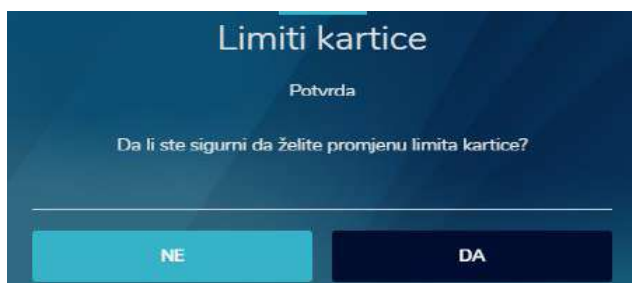 Limiti kartice
Potvrda
Da li ste sigurni da želite promjenu limita kartice?
NE
DA